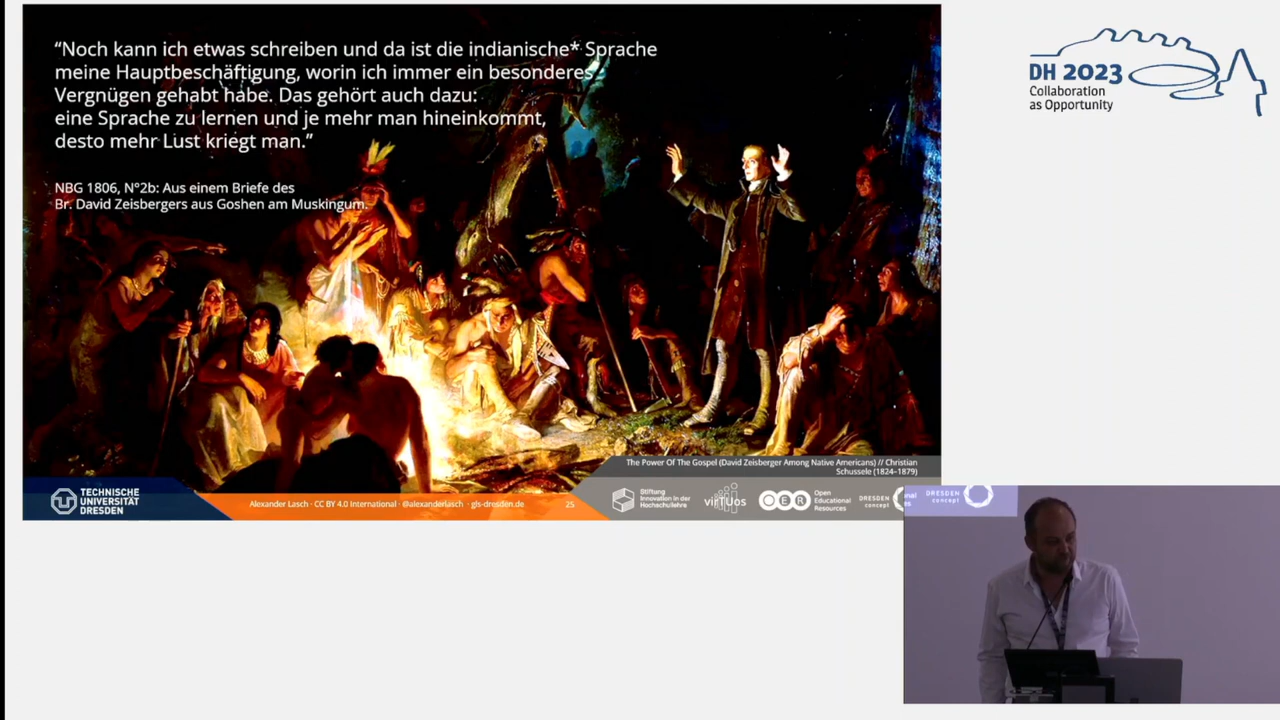 “Noch kann ich etwas schreiben und da ist die indianische* Sprache
meine Hauptbeschäftigung, worin ich immer ein besonderes
Vergnügen gehabt habe. Das gehört auch dazu:
eine Sprache zu lernen und je mehr man hineinkommt,
desto mehr Lust kriegt man.”
NBG 1806, N°2b: Aus einem Briefe des
Br. David Zeisbergers aus Goshen am Muskingum.
The Power Of The Gospel (David Zeisberger Among Native Americans) // Christian
Schussele (1824–1879)
TECHNISCHE
UNIVERSITÄT
DRESDEN
Alexander Lasch · CC BY 4.0 International · @alexanderlasch · gls-dresden.de
25
Stiftung
Innovation in der
Hochschullehre
virTUos
OER
Open
Educational
Resources
DRESDEN
concept
DH 2023
Collaboration
as Opportunity
DRESDEN
concept